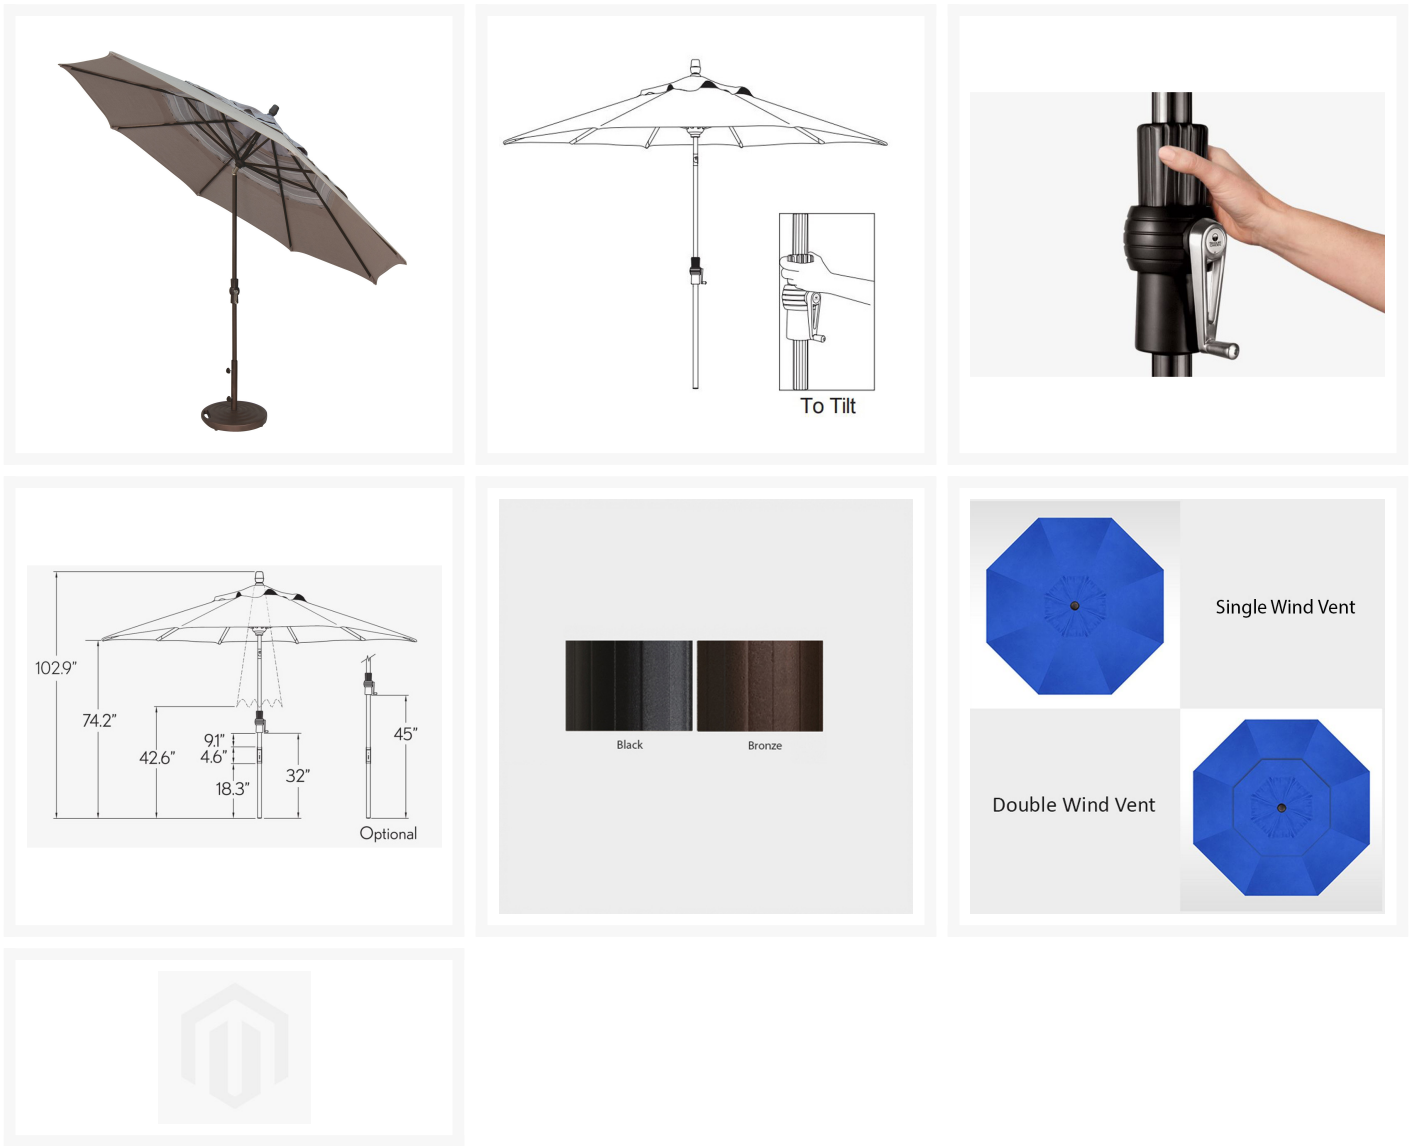 To Tilt
102.9"
74.2"
42.6"
9.1"
4.6"
18.3"
32"
45"
Optional
Black
Bronze
Single Wind Vent
Double Wind Vent